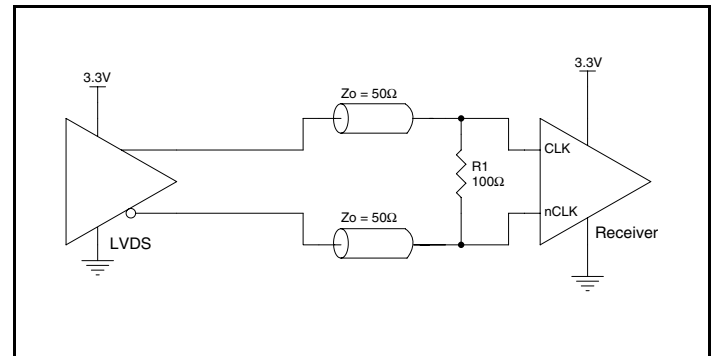 3.3V
3.3V
Zo = 50Ω
CLK
R1
100Ω
Zo = 50Ω
nCLK
Receiver
LVDS